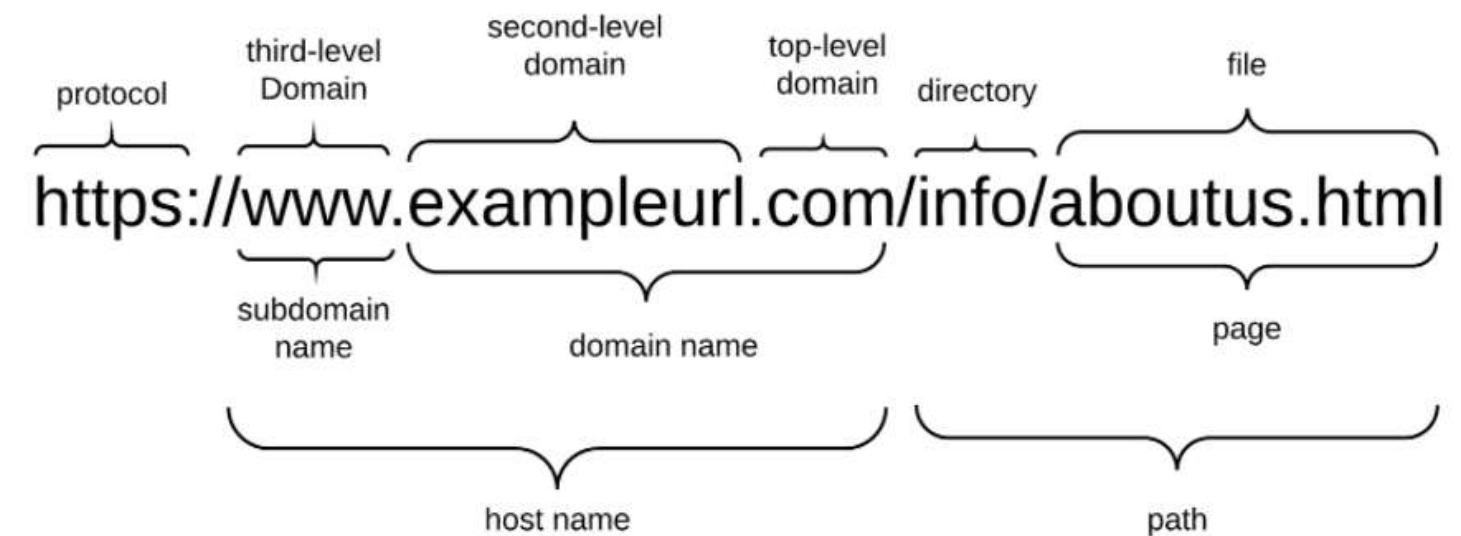 second-level
domain
third-level
Domain
top-level
domain
file
protocol
directory
https://www.exampleurl.com/info/aboutus.html
subdomain
name
domain name
page
host name
path